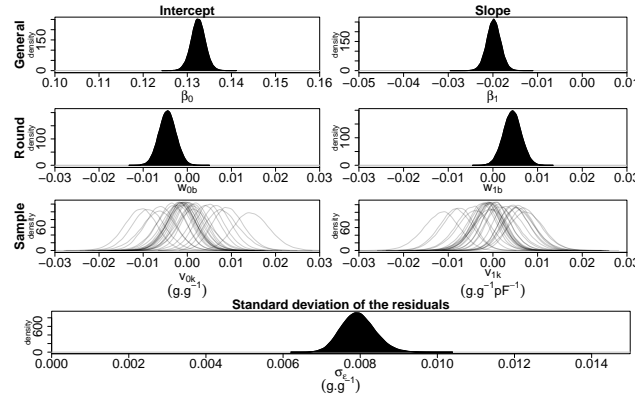 Intercept Slope
General
density
0 150
0.10 0.11 0.12 0.13 0.14 0.15 0.16
β0
density
0 150
−0.05 −0.04 −0.03 −0.02 −0.01 0.00 0.01
β1
Round
density
0 100
−0.03 −0.02 −0.01 0.00 0.01 0.02 0.03
w0b
density
0 100
−0.03 −0.02 −0.01 0.00 0.01 0.02 0.03
w1b
Sample
density
0 60
−0.03 −0.02 −0.01 0.00 0.01 0.02 0.03
v0k
(g.g−1)
density
0 60
−0.03 −0.02 −0.01 0.00 0.01 0.02 0.03
v1k
(g.g−1pF−1)
Standard deviation of the residuals
density
0 600
0.000 0.002 0.004 0.006 0.008 0.010 0.012 0.014
σε
(g.g−1)